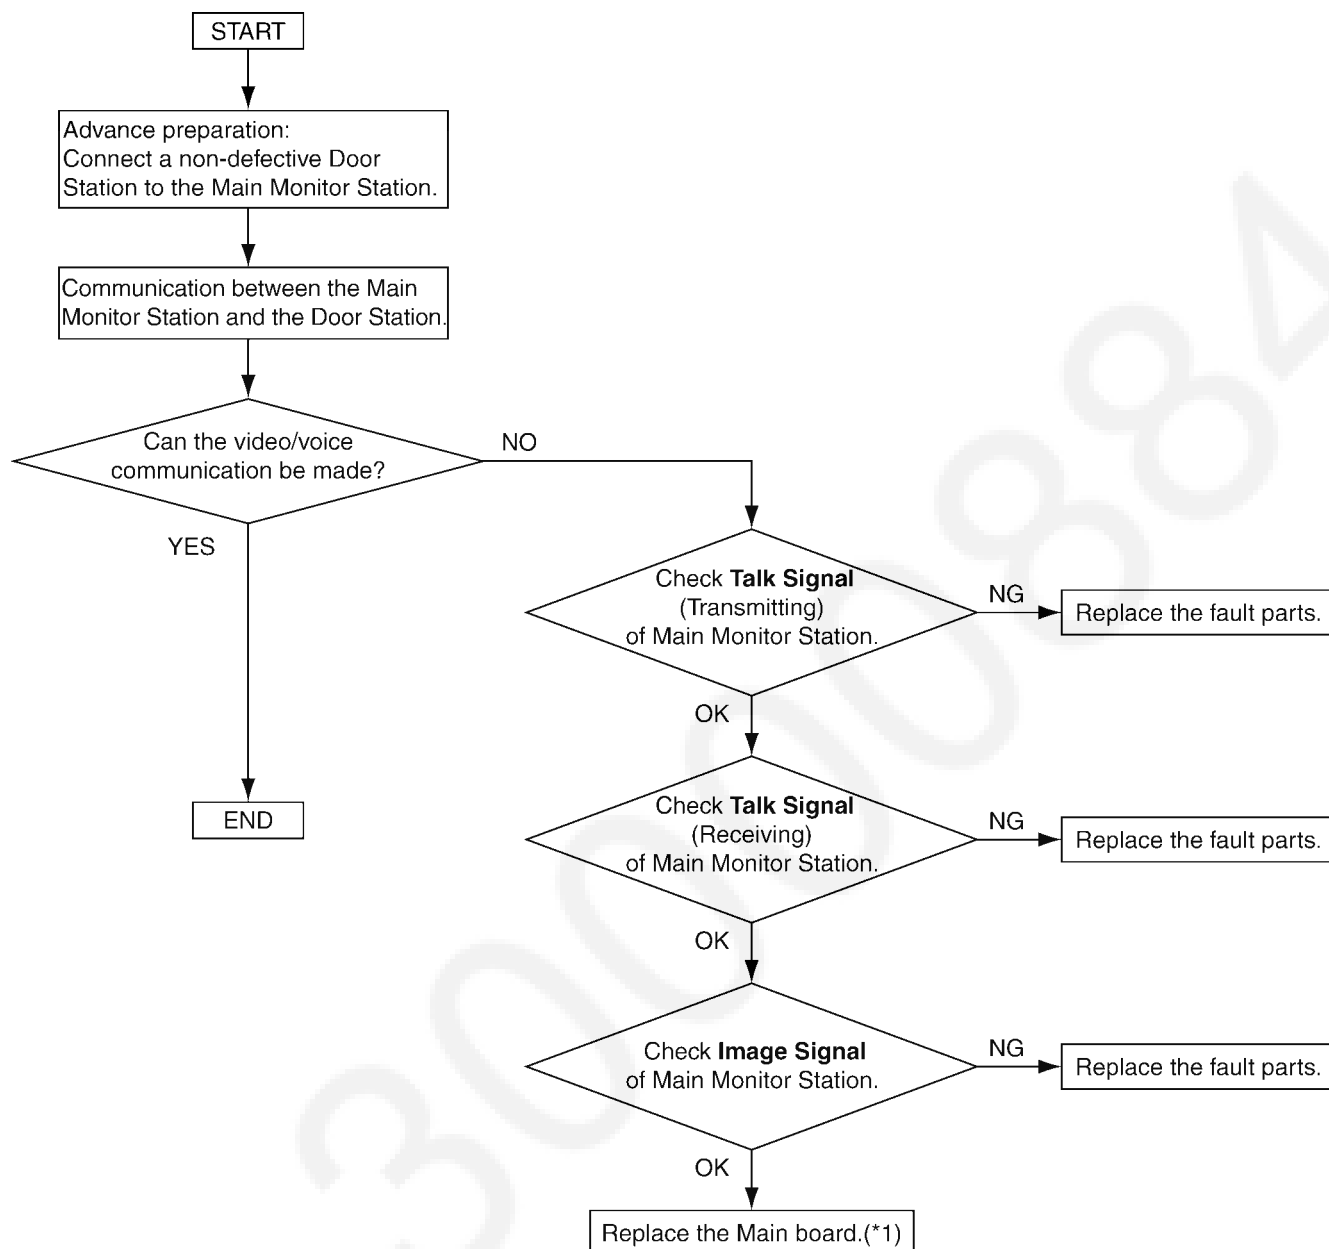 START
Advance preparation:
Connect a non-defective Door
Station to the Main Monitor Station.
Communication between the Main
Monitor Station and the Door Station.
Can the video/voice
communication be made?
NO
YES
END
Check Talk Signal
(Transmitting)
of Main Monitor Station.
NG
Replace the fault parts.
OK
Check Talk Signal
(Receiving)
of Main Monitor Station.
NG
Replace the fault parts.
OK
Check Image Signal
of Main Monitor Station.
NG
Replace the fault parts.
OK
Replace the Main board.(*1)
30000884